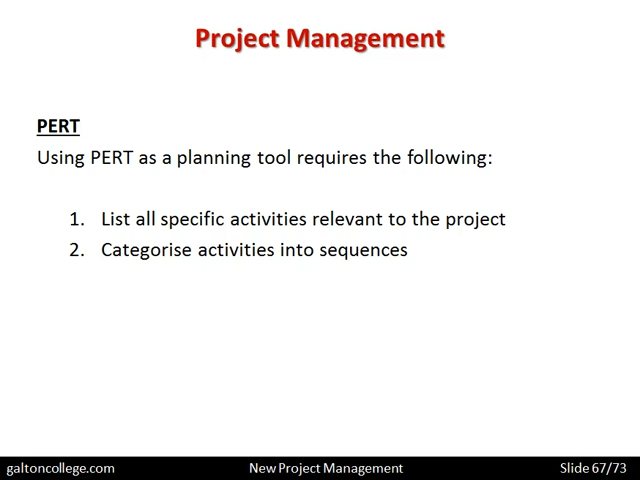 Project Management
PERT
Using PERT as a planning tool requires the following:
1. List all specific activities relevant to the project
2. Categorise activities into sequences
galtoncollege.com New Project Management Slide 67/73